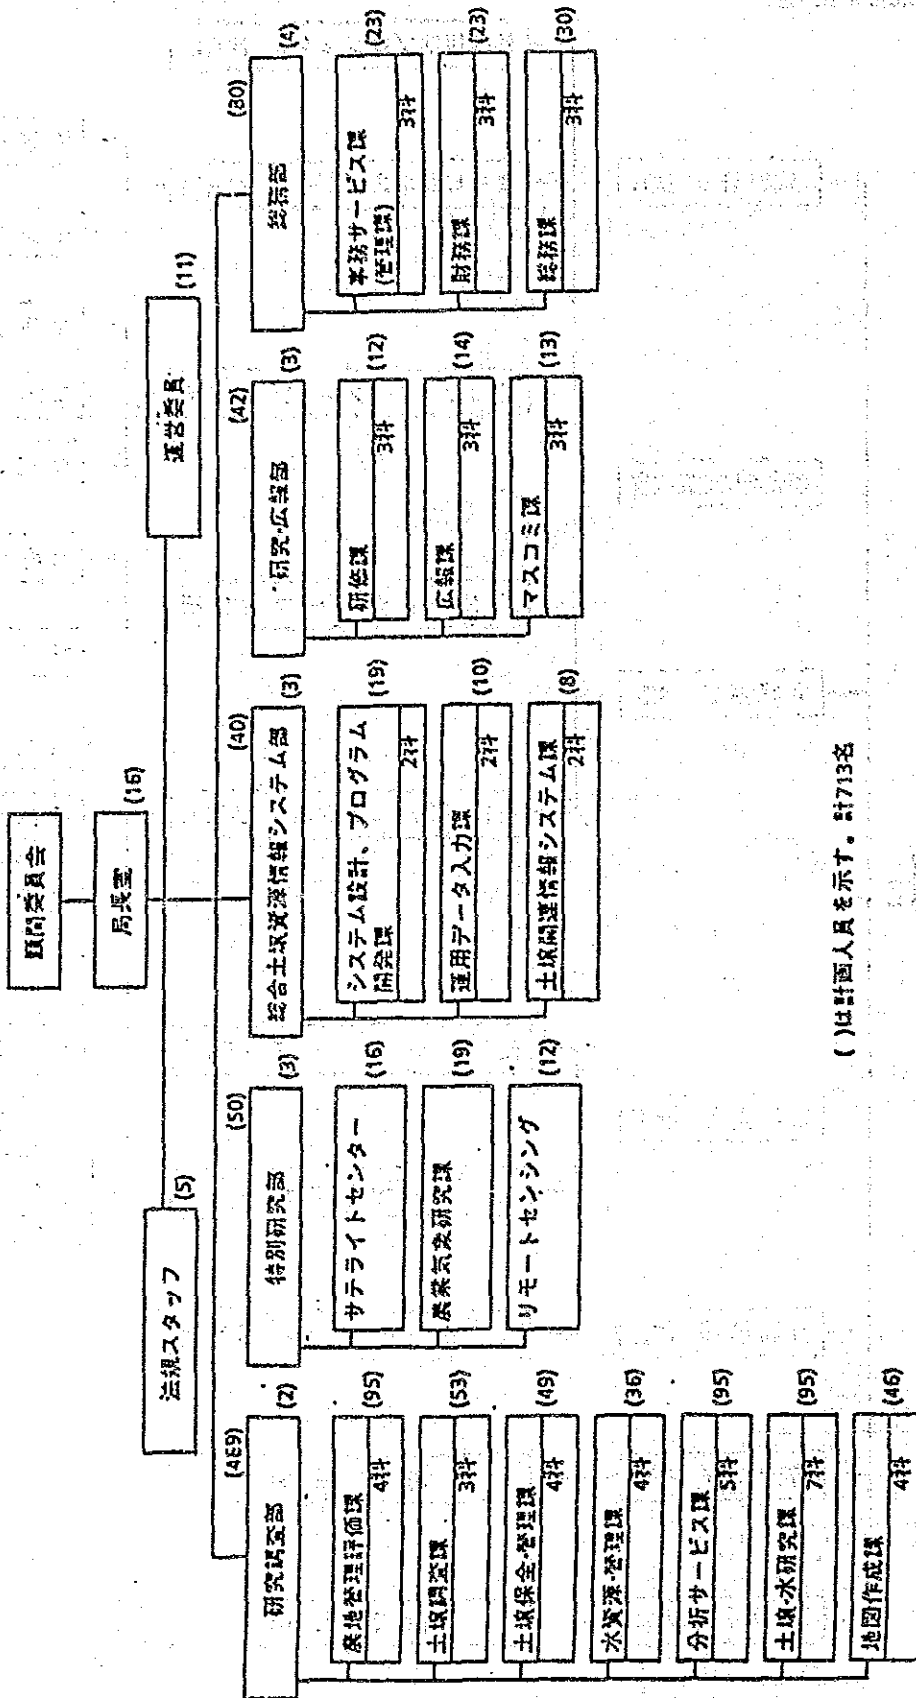 顧問委員会
局長室
(16)
法規スタッフ
(5)
運営委員
(11)
(469)
研究調査部
(2)
農地管理評価課
4科
(95)
土壌調査課
3科
(53)
土壌保全・管理課
4科
(49)
水資源・管理課
4科
(36)
分析サービス課
5科
(95)
土壌・水研究課
7科
(95)
地図作成課
4科
(46)
(50)
特別研究部
(3)
サテライトセンター
(16)
農業気象研究課
(19)
リモートセンシング
(12)
(40)
総合土壌資源情報システム部
(3)
システム設計、プログラム
開発課
2科
(19)
運用データ入力課
2科
(10)
土壌関連情報システム課
2科
(8)
(42)
研究・広報部
(3)
研修課
3科
(12)
広報課
3科
(14)
マスコミ課
3科
(13)
(80)
総務部
(4)
業務サービス課
(管理課)
3科
(23)
財務課
3科
(23)
総務課
3科
(30)
( )は計画人員を示す。計713名